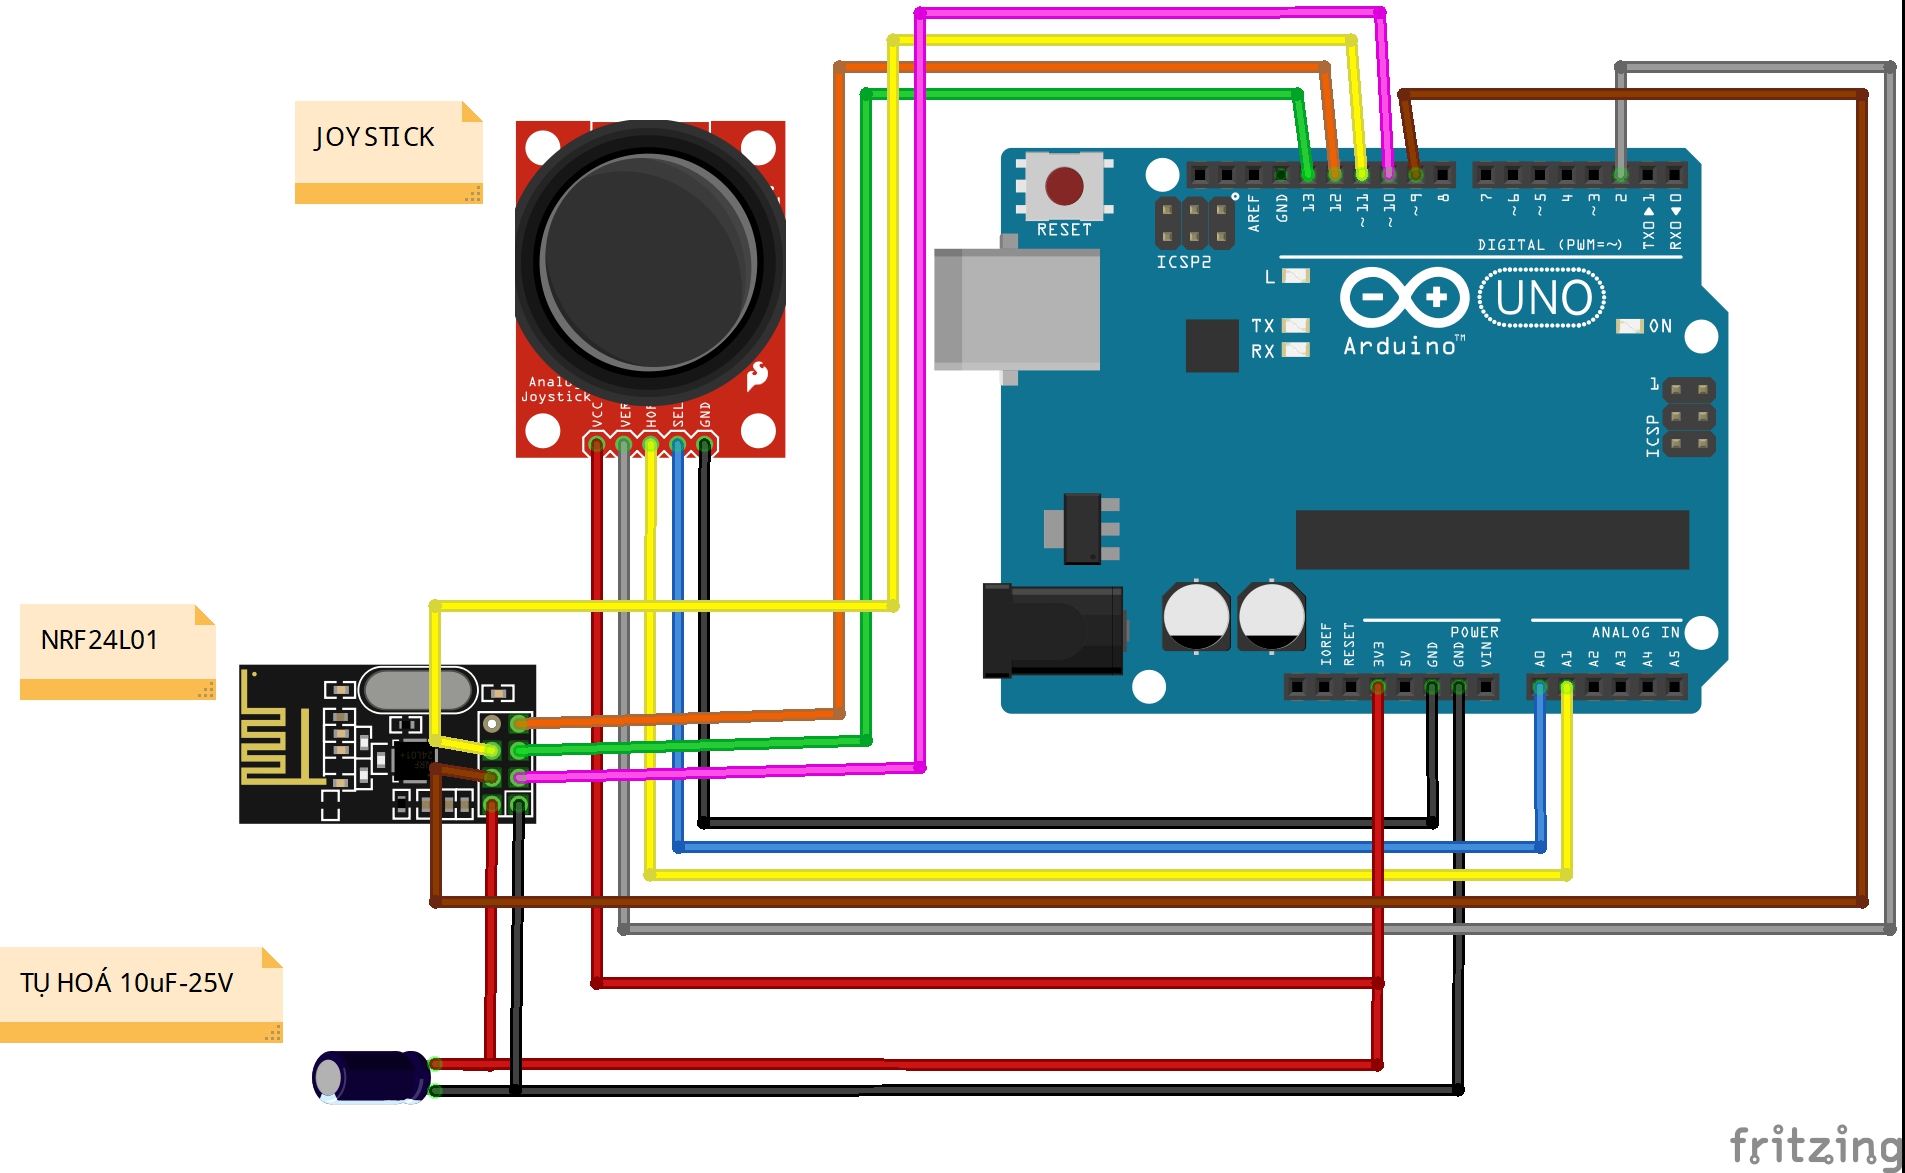 JOYSTICK
Analog
Joystick
VCC
VER
HOR
SEL
GND
NRF24L01
TỤ HOÁ 10uF-25V
RESET
ICSP2
AREF
GND
13
12
~11
~10
~9
8
7
~6
~5
4
~3
2
TX0▶1
RX0◀0
DIGITAL (PWM=~)
L
TX
RX
UNO
Arduino™
ON
1
ICSP
IOREF
RESET
3V3
5V
GND
GND
VIN
POWER
A0
A1
A2
A3
A4
A5
ANALOG IN
fritzing